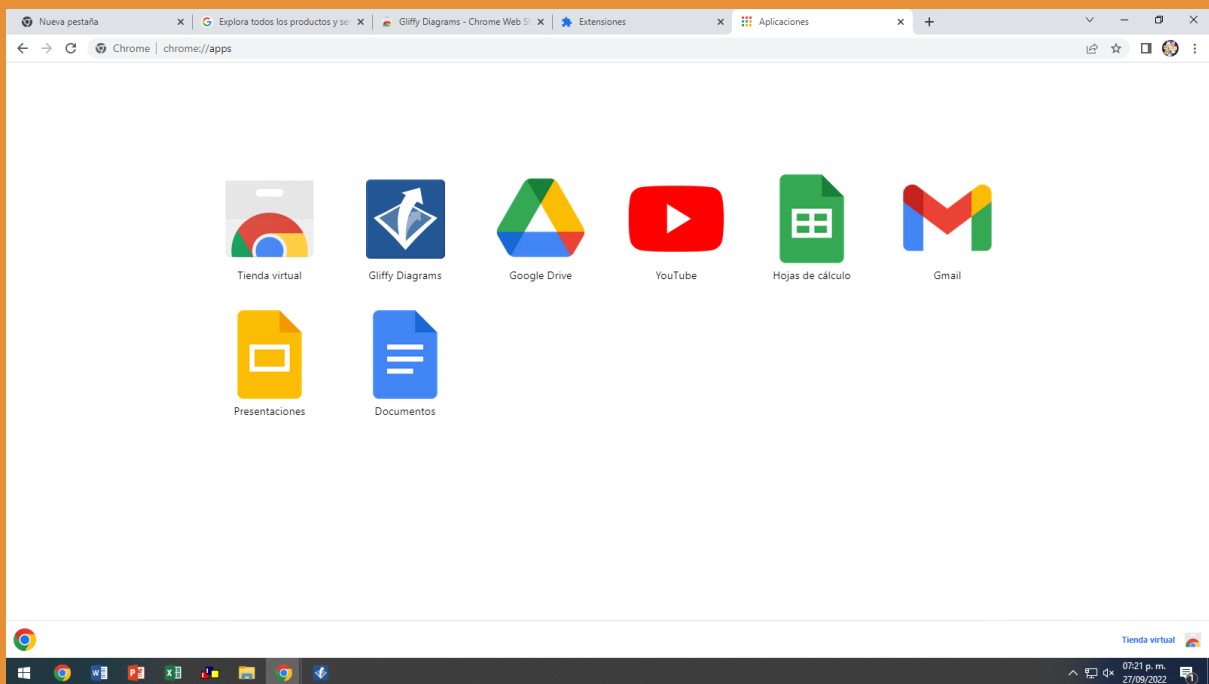 Nueva pestaña
Explora todos los productos y se
Gliffy Diagrams - Chrome Web St
Extensiones
Aplicaciones
Chrome | chrome://apps
Tienda virtual
Gliffy Diagrams
Google Drive
YouTube
Hojas de cálculo
Gmail
Presentaciones
Documentos
Tienda virtual
07:21 p. m.
27/09/2022